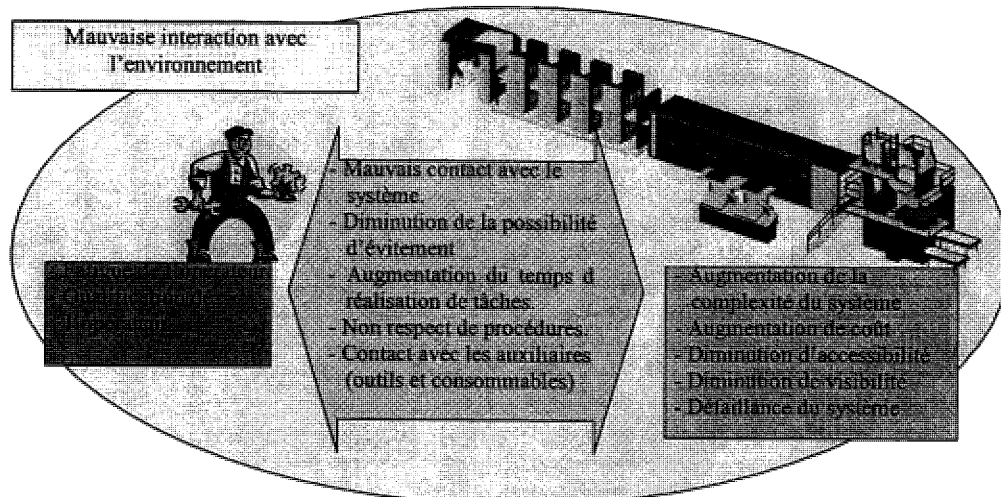 Mauvaise interaction avec
l'environnement
- Mauvais contact avec le
système.
- Diminution de la possibilité
d'évitement
- Augmentation du temps d
réalisation de tâches.
- Non respect de procédures.
- Contact avec les auxiliaires
(outils et consommables)
- Augmentation de la
complexité du système
- Augmentation de coût
- Diminution d'accessibilité
- Diminution de visibilité
- Défaillance du système